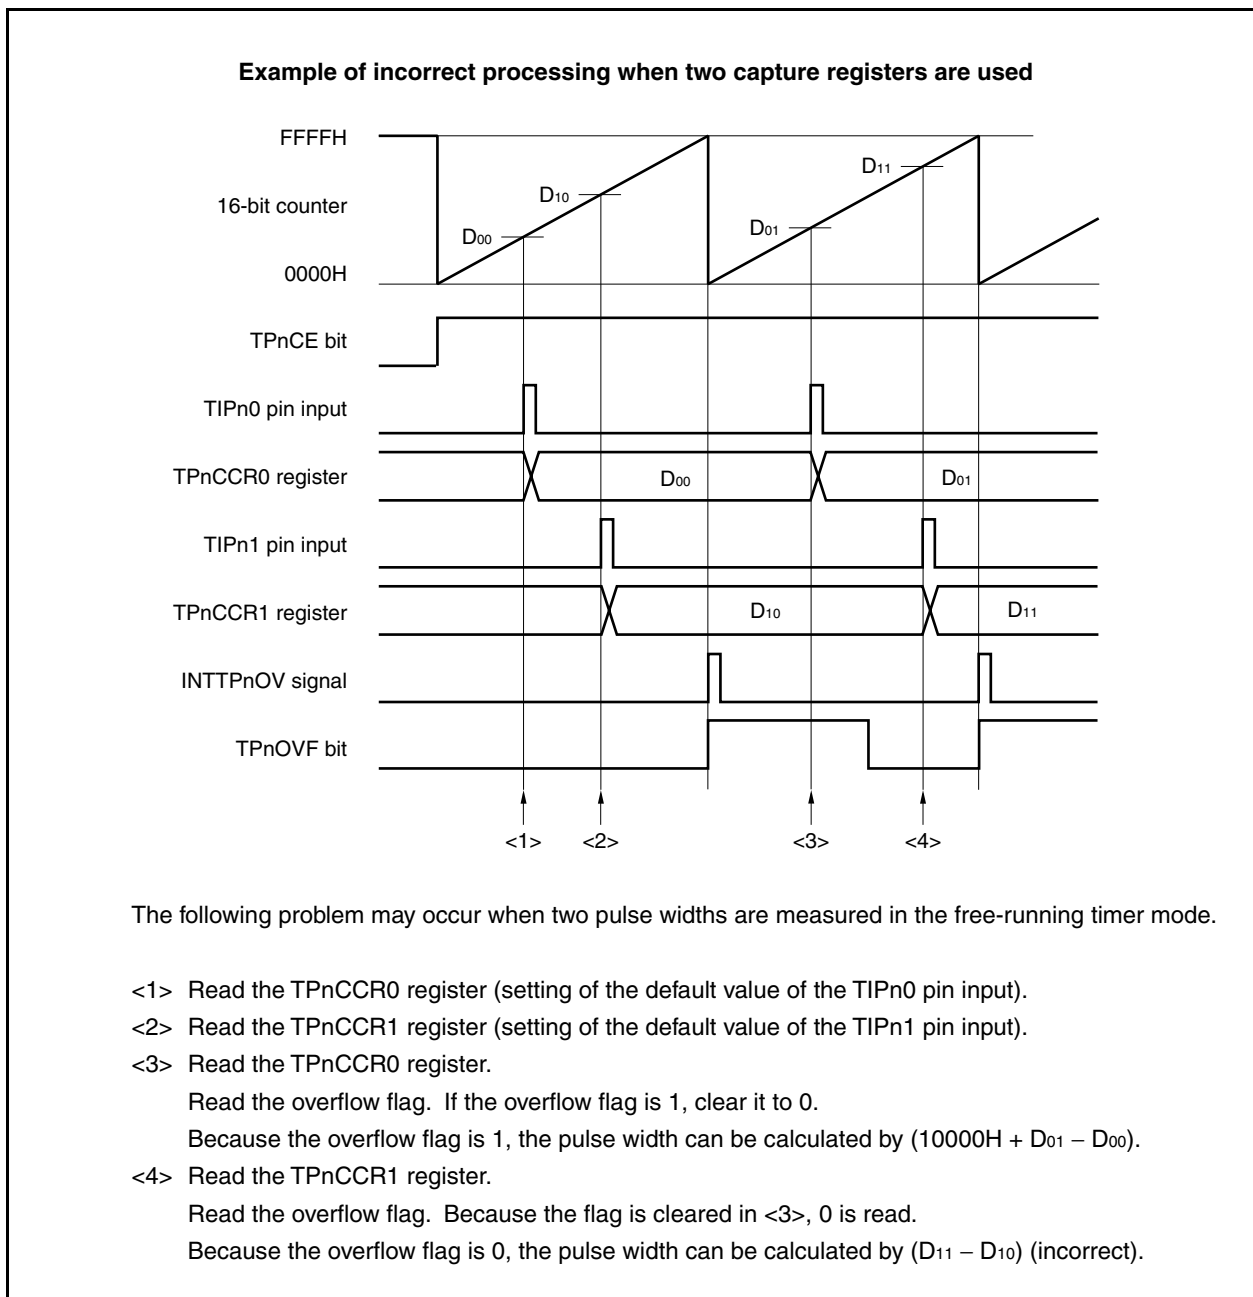 Example of incorrect processing when two capture registers are used
FFFFH
D11
D10
16-bit counter
D01
D00
0000H
TPnCE bit
TIPn0 pin input
TPnCCR0 register
D00
D01
TIPn1 pin input
TPnCCR1 register
D10
D11
INTTPnOV signal
TPnOVF bit
<1> <2> <3> <4>
The following problem may occur when two pulse widths are measured in the free-running timer mode.
<1> Read the TPnCCR0 register (setting of the default value of the TIPn0 pin input).
<2> Read the TPnCCR1 register (setting of the default value of the TIPn1 pin input).
<3> Read the TPnCCR0 register.
Read the overflow flag. If the overflow flag is 1, clear it to 0.
Because the overflow flag is 1, the pulse width can be calculated by (10000H + D01 − D00).
<4> Read the TPnCCR1 register.
Read the overflow flag. Because the flag is cleared in <3>, 0 is read.
Because the overflow flag is 0, the pulse width can be calculated by (D11 − D10) (incorrect).